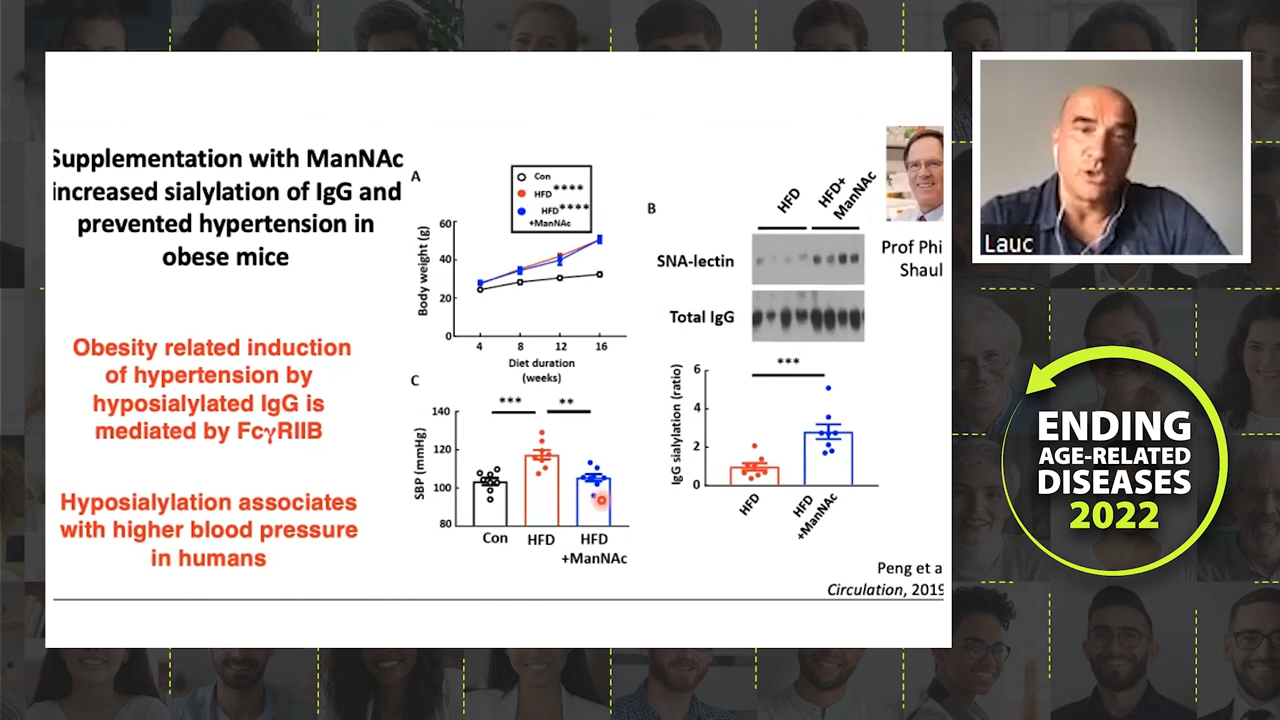 Supplementation with ManNAc
increased sialylation of IgG and
prevented hypertension in
obese mice
Obesity related induction
of hypertension by
hyposialylated IgG is
mediated by FcγRIIB
Hyposialylation associates
with higher blood pressure
in humans
A
Con
HFD ****
HFD ****
+ManNAc
Body weight (g)
60
40
20
0
4 8 12 16
Diet duration
(weeks)
B
HFD
HFD+
ManNAc
SNA-lectin
Total IgG
***
IgG sialylation (ratio)
6
4
2
0
HFD
HFD
+ManNAc
C
*** **
SBP (mmHg)
140
120
100
80
Con HFD HFD
+ManNAc
Prof Phi
Shaul
Peng et a
Circulation, 2019
Lauc
ENDING
AGE-RELATED
DISEASES
2022